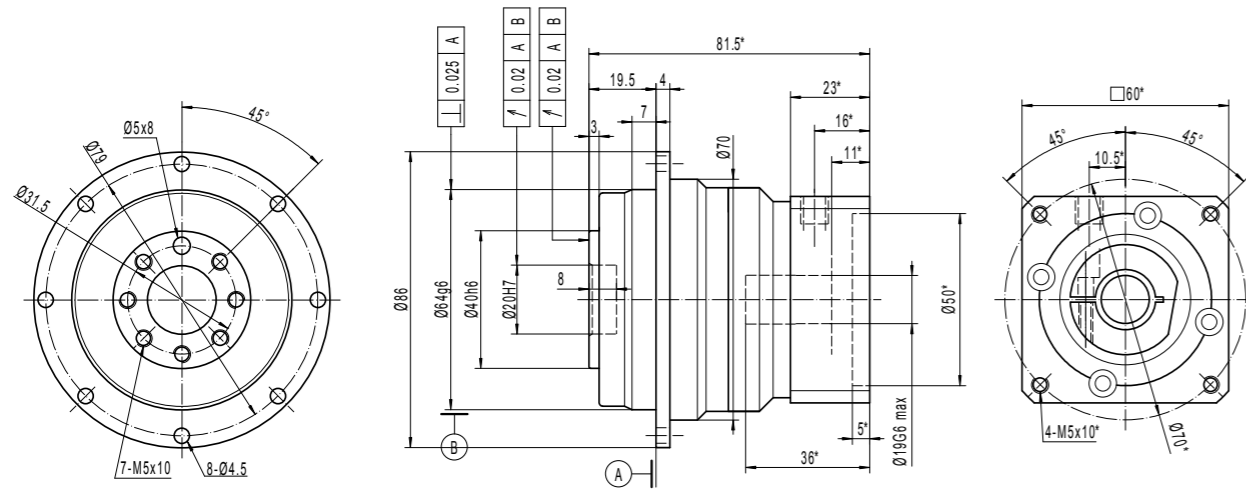 45°
Ø5x8
Ø79
Ø31.5
7-M5x10
8-Ø4.5
⊥ 0.025 A
↗ 0.02 A B
↗ 0.02 A B
81.5*
19.5
4
7
3
23*
16*
11*
Ø70
Ø86
Ø64g6
Ø40h6
Ø20H7
8
Ø50*
Ø19G6 max
5*
36*
B
A
□60*
45°
45°
10.5*
4-M5x10*
Ø70*